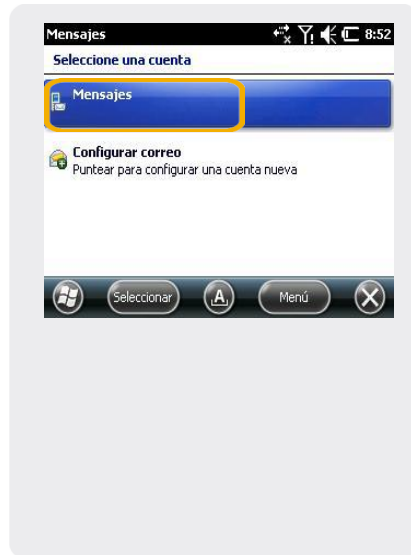 Mensajes 8:52
Seleccione una cuenta
Mensajes
Configurar correo
Puntear para configurar una cuenta nueva
Seleccionar A Menú